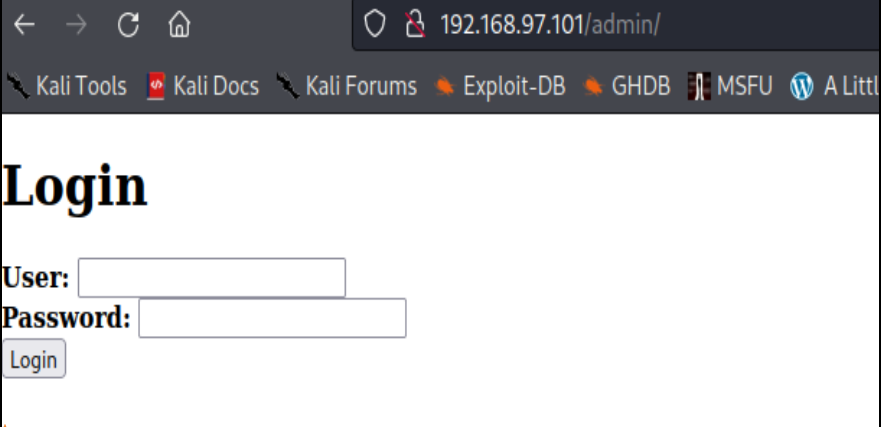 192.168.97.101/admin/
Kali Tools Kali Docs Kali Forums Exploit-DB GHDB MSFU A Littl
Login
User:
Password:
Login